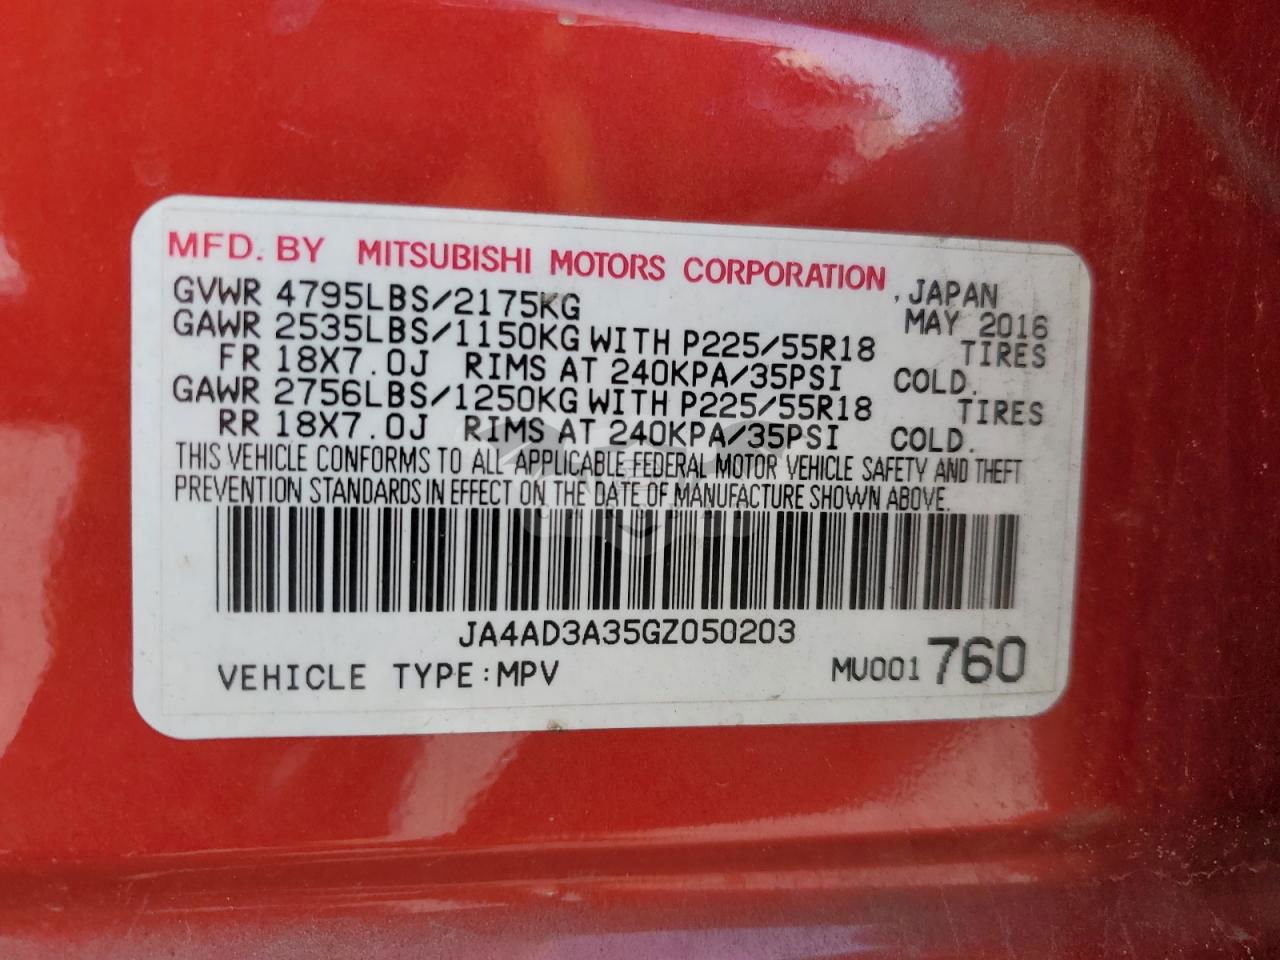 MFD. BY MITSUBISHI MOTORS CORPORATION , JAPAN
GVWR 4795LBS/2175KG MAY 2016
GAWR 2535LBS/1150KG WITH P225/55R18 TIRES
FR 18X7.0J RIMS AT 240KPA/35PSI COLD.
GAWR 2756LBS/1250KG WITH P225/55R18 TIRES
RR 18X7.0J RIMS AT 240KPA/35PSI COLD.
THIS VEHICLE CONFORMS TO ALL APPLICABLE FEDERAL MOTOR VEHICLE SAFETY AND THEFT
PREVENTION STANDARDS IN EFFECT ON THE DATE OF MANUFACTURE SHOWN ABOVE.
JA4AD3A35GZ050203
VEHICLE TYPE:MPV MU001760